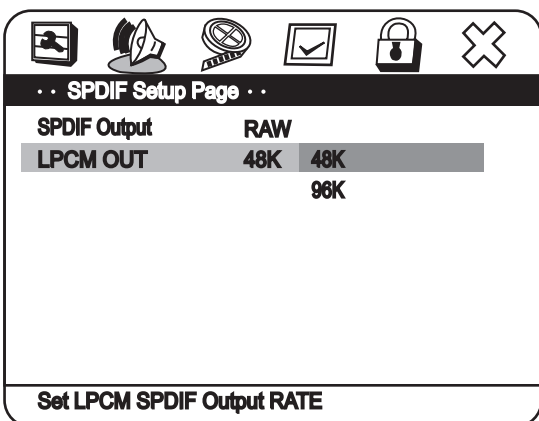 ·· SPDIF Setup Page ··
SPDIF Output RAW
LPCM OUT 48K 48K
96K
Set LPCM SPDIF Output RATE